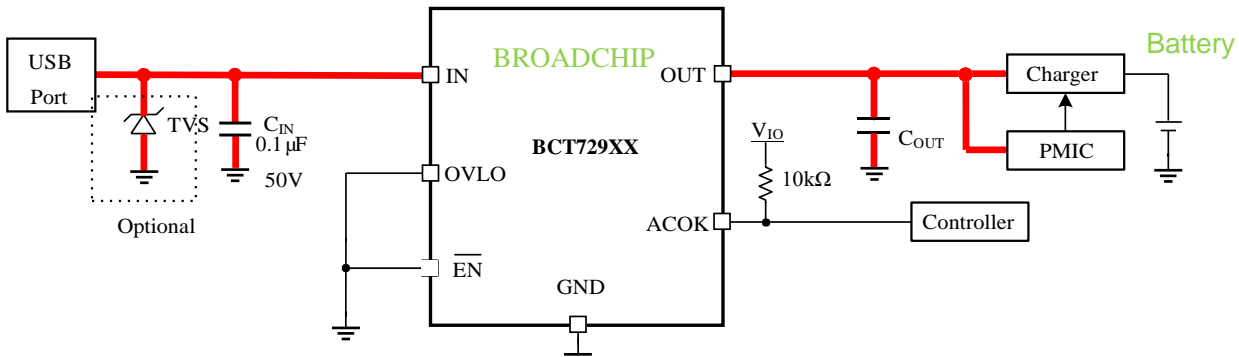 USB
Port
TVS
Optional
CIN
0.1 µF
50V
BROADCHIP
BCT729XX
IN
OVLO
EN
GND
OUT
ACOK
COUT
VIO
10kΩ
Charger
PMIC
Controller
Battery